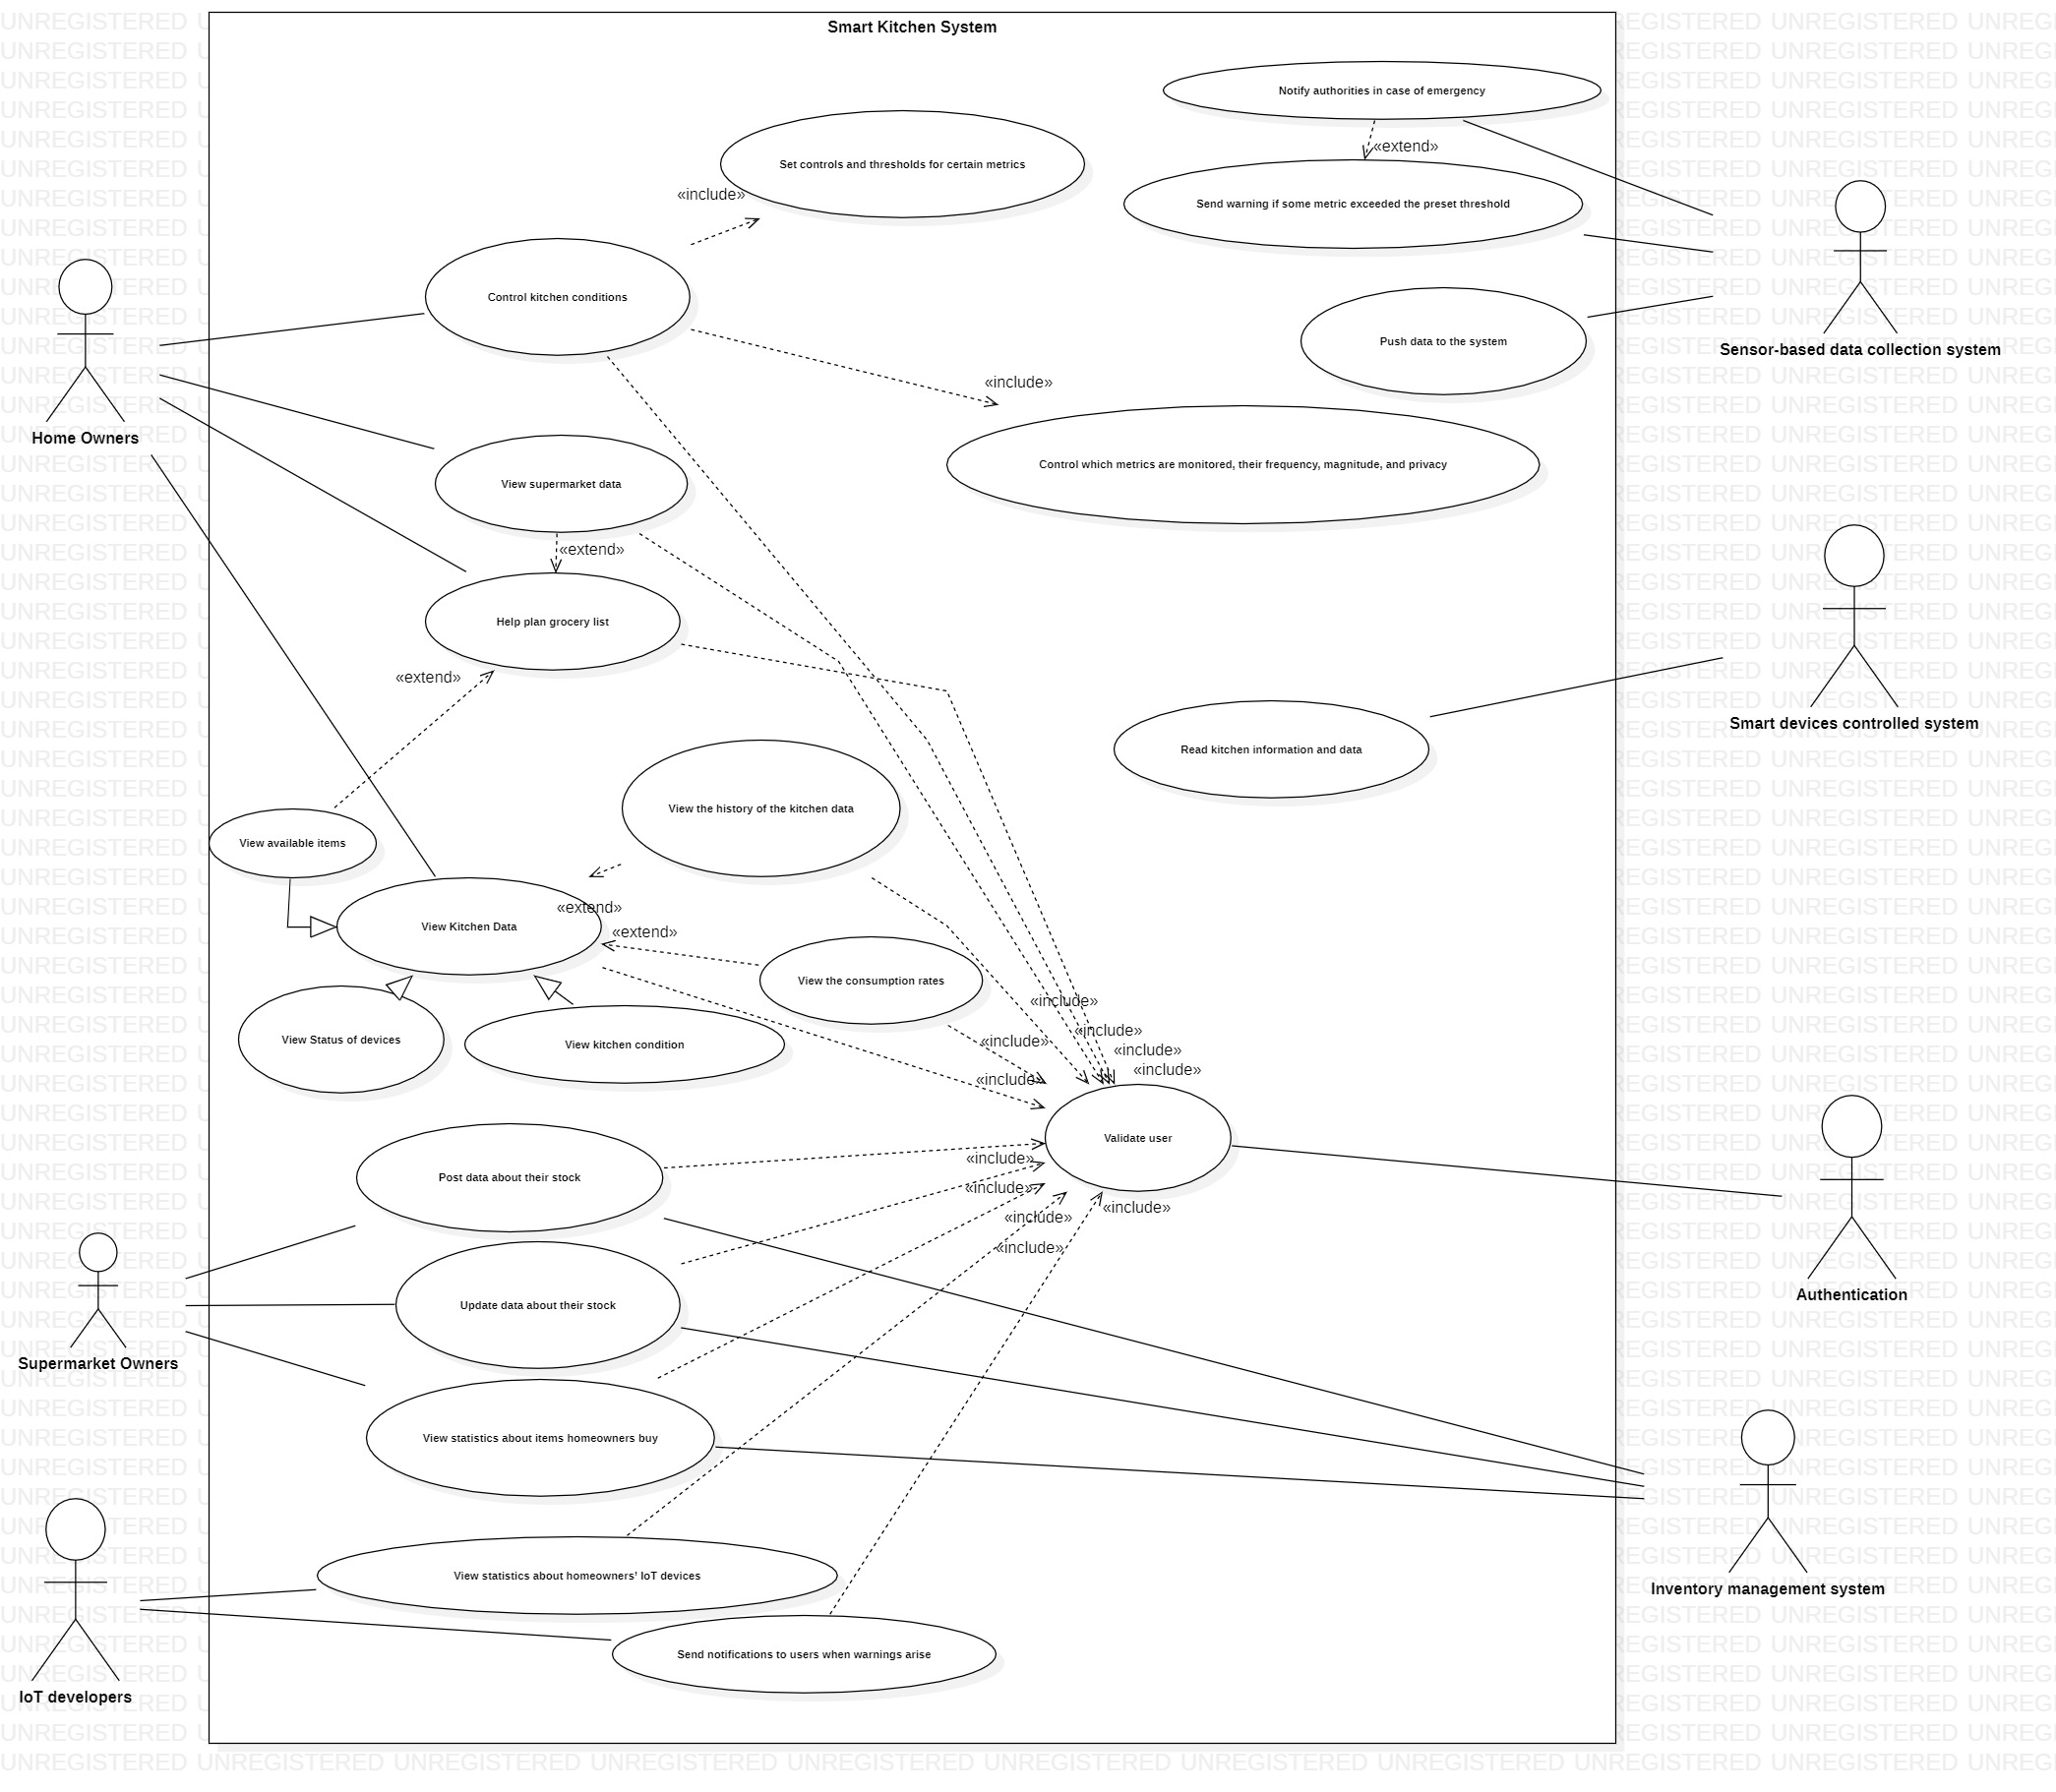 Smart Kitchen System
Notify authorities in case of emergency
«extend»
Set controls and thresholds for certain metrics
«include»
Send warning if some metric exceeded the preset threshold
Control kitchen conditions
Push data to the system
Sensor-based data collection system
«include»
Home Owners
Control which metrics are monitored, their frequency, magnitude, and privacy
View supermarket data
«extend»
Help plan grocery list
«extend»
Smart devices controlled system
Read kitchen information and data
View the history of the kitchen data
View available items
«extend»
View Kitchen Data
«extend»
View the consumption rates
«include»
«include»
View Status of devices
«include»
View kitchen condition
«include»
«include»
«include»
Validate user
«include»
Post data about their stock
«include»
«include»
«include»
«include»
Authentication
Update data about their stock
Supermarket Owners
View statistics about items homeowners buy
View statistics about homeowners' IoT devices
Inventory management system
Send notifications to users when warnings arise
IoT developers
UNREGISTERED UNREGISTERED UNREGISTERED UNREGISTERED UNREGISTERED UNREGISTERED UNREGISTERED UNREGISTERED UNREGISTERED UNREGISTERED